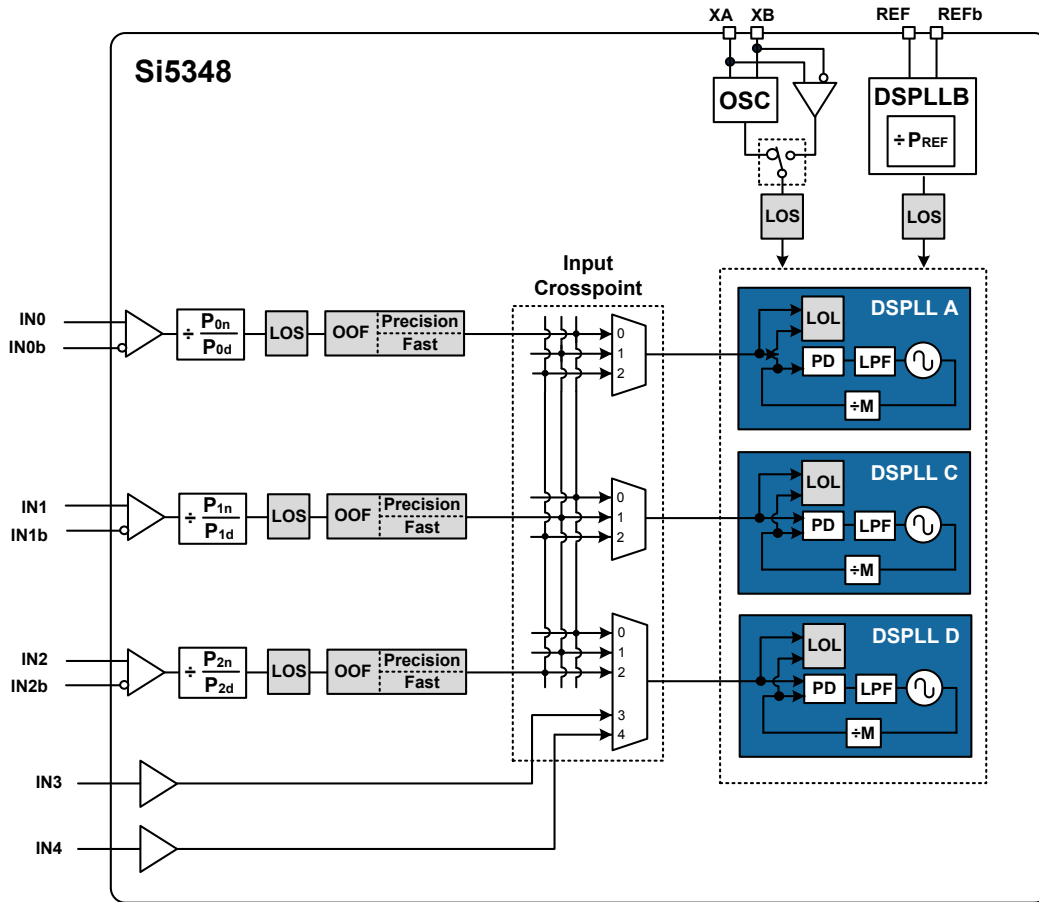 XA XB REF REFb
Si5348
OSC
DSPLLB
÷ PREF
LOS LOS
Input
Crosspoint
IN0
IN0b
÷ P0n
P0d
LOS
OOF
Precision
Fast
0
1
2
DSPLL A
LOL
PD
LPF
÷M
IN1
IN1b
÷ P1n
P1d
LOS
OOF
Precision
Fast
0
1
2
DSPLL C
LOL
PD
LPF
÷M
IN2
IN2b
÷ P2n
P2d
LOS
OOF
Precision
Fast
0
1
2
3
4
DSPLL D
LOL
PD
LPF
÷M
IN3
IN4